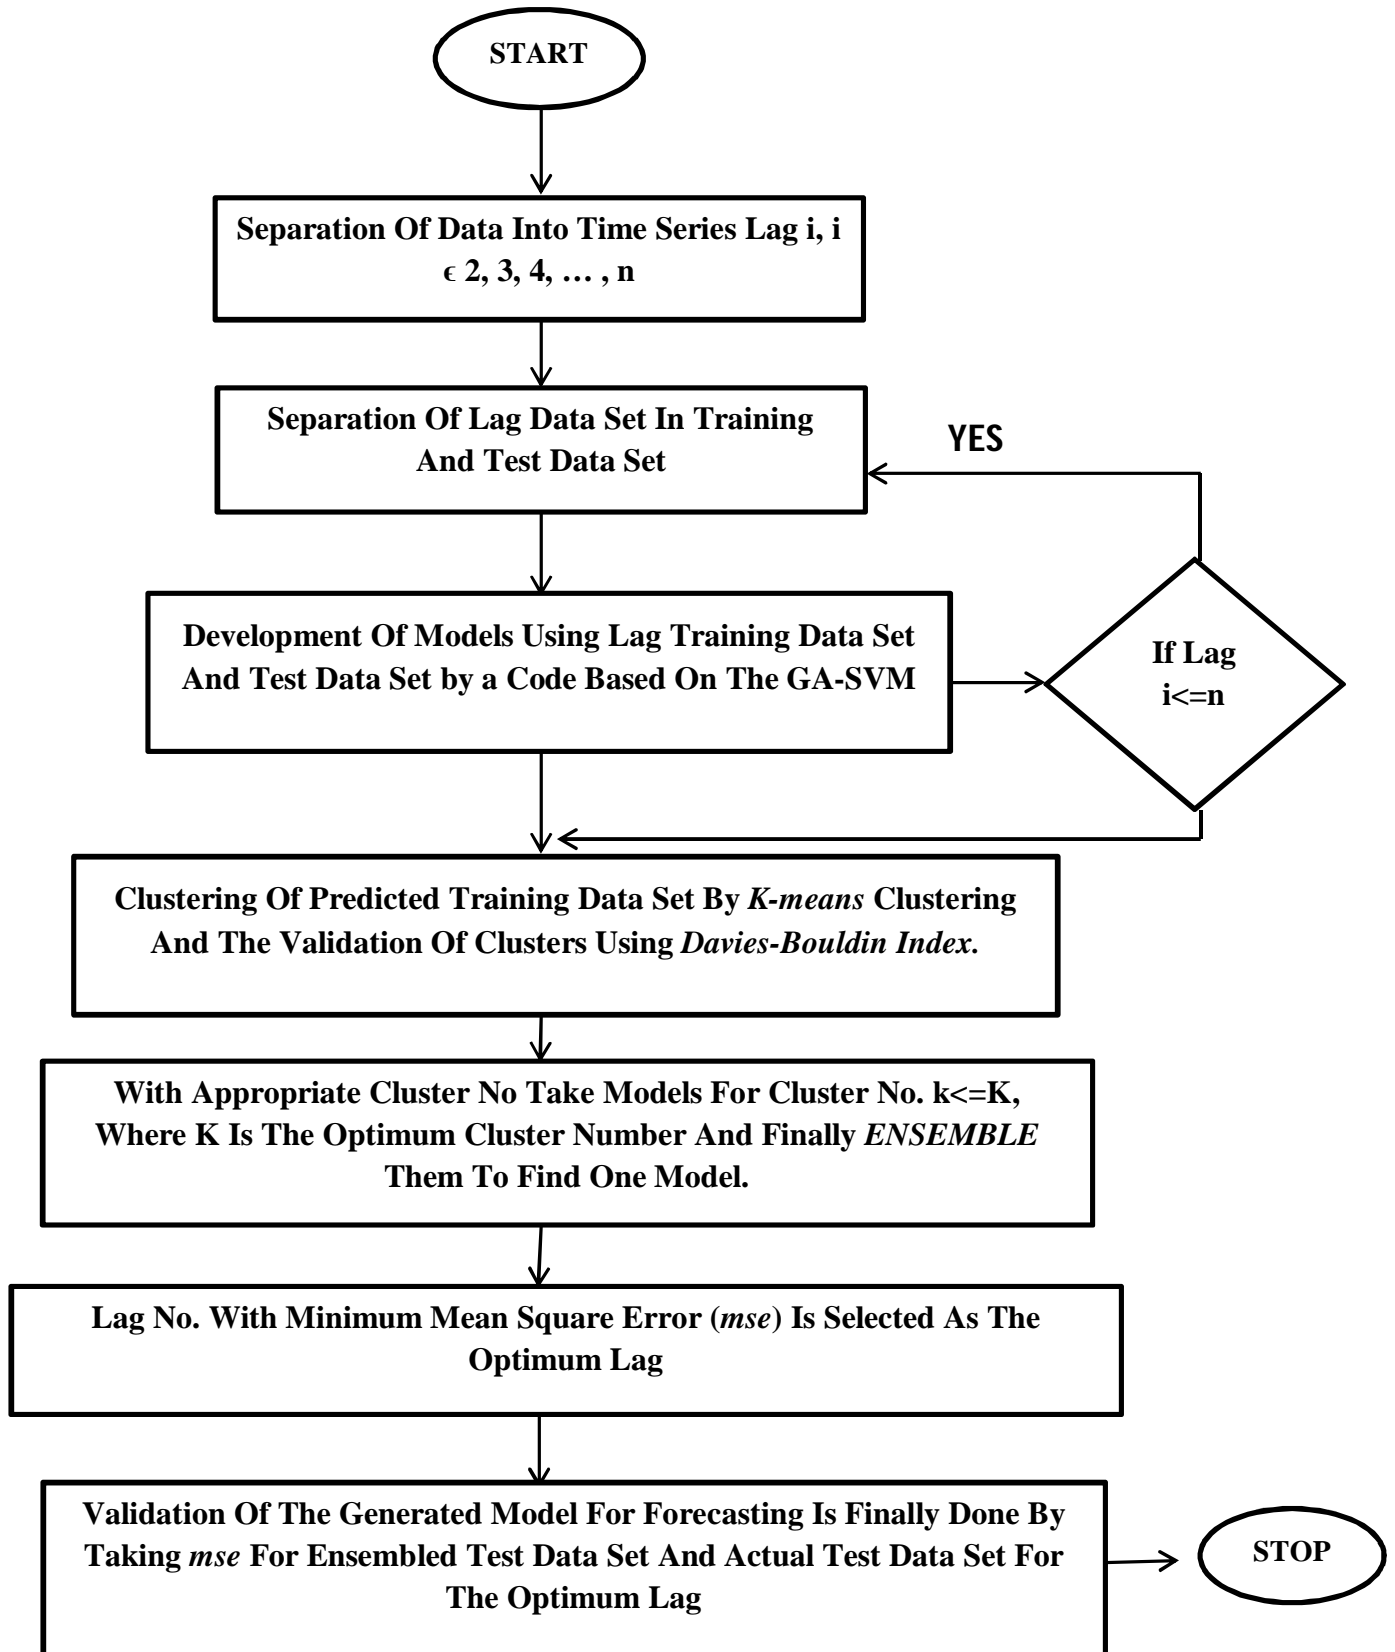 START
Separation Of Data Into Time Series Lag i, i
ϵ 2, 3, 4, … , n
Separation Of Lag Data Set In Training
And Test Data Set
YES
Development Of Models Using Lag Training Data Set
And Test Data Set by a Code Based On The GA-SVM
If Lag
i<=n
Clustering Of Predicted Training Data Set By K-means Clustering
And The Validation Of Clusters Using Davies-Bouldin Index.
With Appropriate Cluster No Take Models For Cluster No. k<=K,
Where K Is The Optimum Cluster Number And Finally ENSEMBLE
Them To Find One Model.
Lag No. With Minimum Mean Square Error (mse) Is Selected As The
Optimum Lag
Validation Of The Generated Model For Forecasting Is Finally Done By
Taking mse For Ensembled Test Data Set And Actual Test Data Set For
The Optimum Lag
STOP